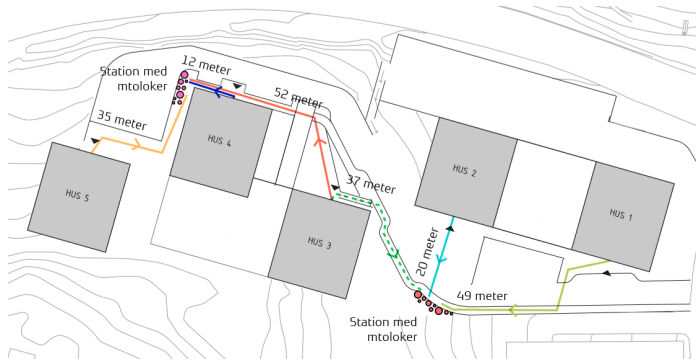 12 meter
Station med
mtoloker
52 meter
35 meter
HUS 4
HUS 2
HUS 5
37 meter
HUS 1
HUS 3
20 meter
49 meter
Station med
mtoloker